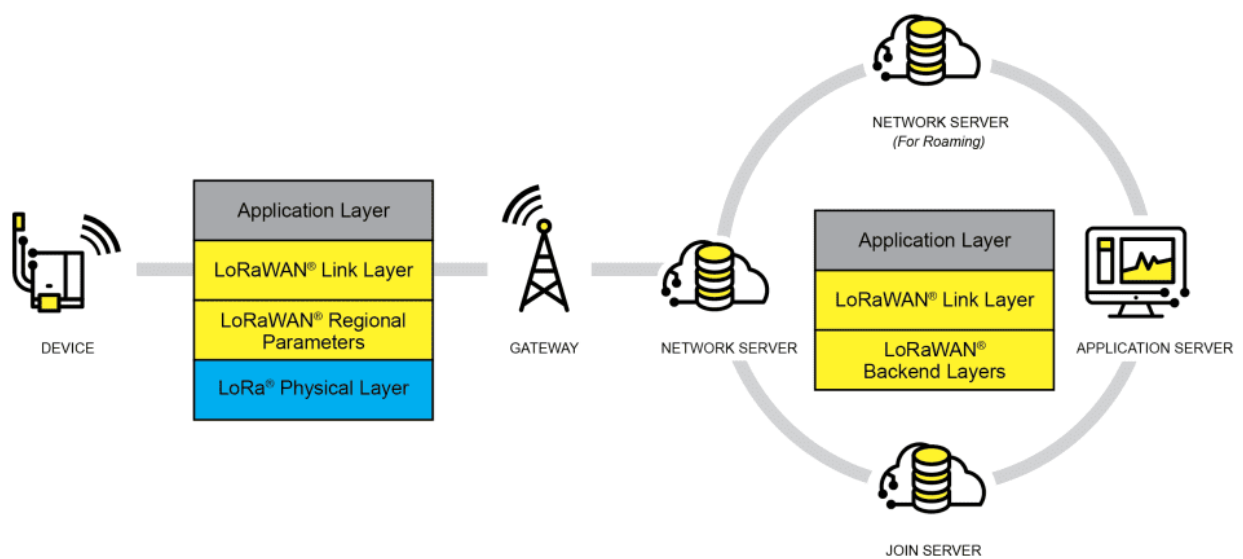 NETWORK SERVER
(For Roaming)
Application Layer
LoRaWAN® Link Layer
LoRaWAN® Regional
Parameters
LoRa® Physical Layer
DEVICE
GATEWAY
NETWORK SERVER
Application Layer
LoRaWAN® Link Layer
LoRaWAN®
Backend Layers
APPLICATION SERVER
JOIN SERVER